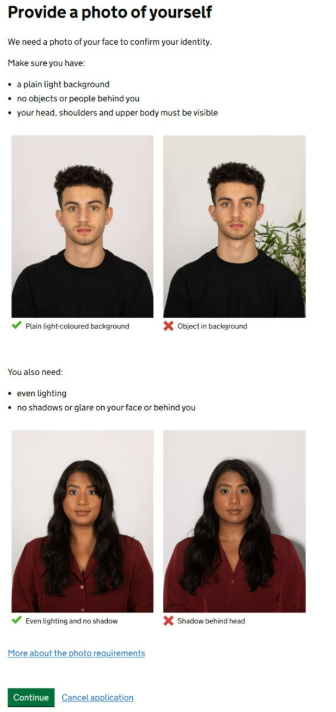 Provide a photo of yourself
We need a photo of your face to confirm your identity.
Make sure you have:
• a plain light background
• no objects or people behind you
• your head, shoulders and upper body must be visible
Plain light-coloured background
Object in background
You also need:
• even lighting
• no shadows or glare on your face or behind you
Even lighting and no shadow
Shadow behind head
More about the photo requirements
Continue
Cancel application